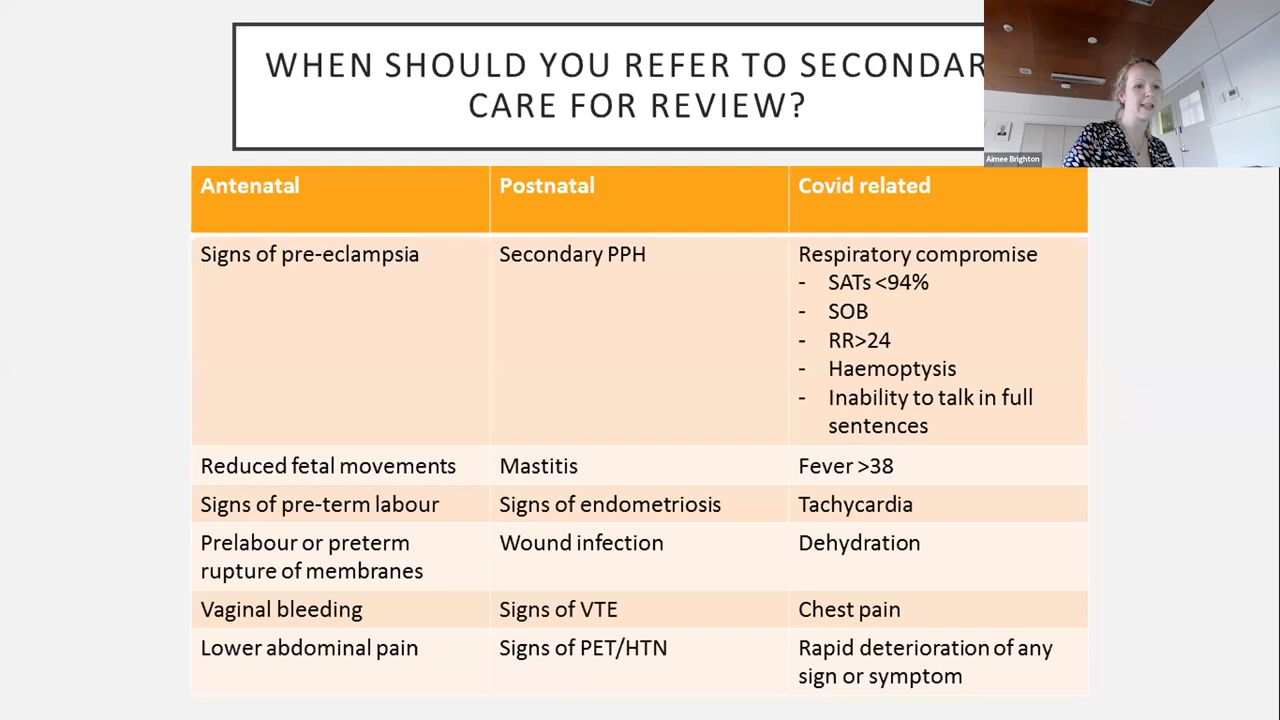 WHEN SHOULD YOU REFER TO SECONDAR
CARE FOR REVIEW?
Aimee Brighton
Antenatal
Postnatal
Covid related
Signs of pre-eclampsia
Secondary PPH
Respiratory compromise
- SATs <94%
- SOB
- RR>24
- Haemoptysis
- Inability to talk in full
sentences
Reduced fetal movements
Mastitis
Fever >38
Signs of pre-term labour
Signs of endometriosis
Tachycardia
Prelabour or preterm
rupture of membranes
Wound infection
Dehydration
Vaginal bleeding
Signs of VTE
Chest pain
Lower abdominal pain
Signs of PET/HTN
Rapid deterioration of any
sign or symptom